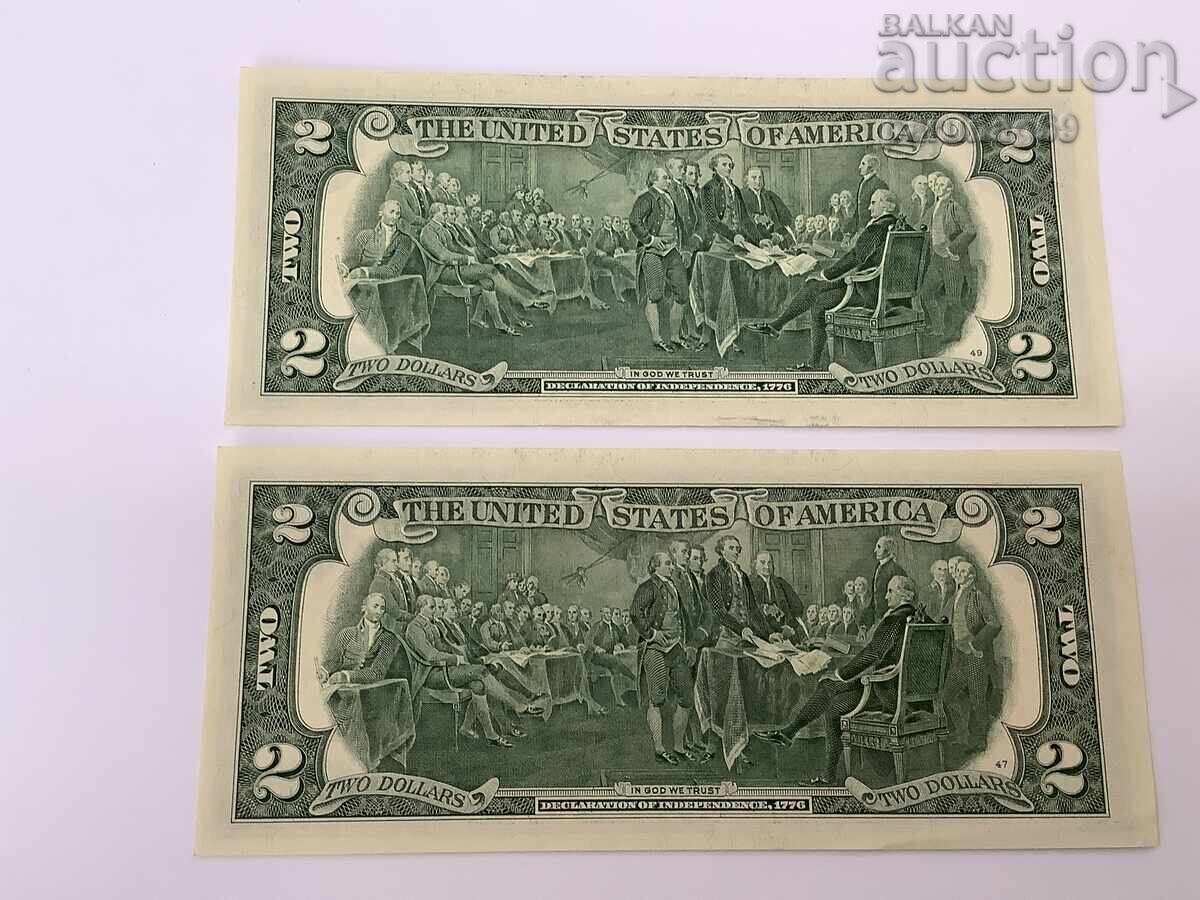 BALKAN
auction
2 THE UNITED STATES OF AMERICA 2
TWO TWO
49
2 TWO DOLLARS IN GOD WE TRUST TWO DOLLARS 2
DECLARATION OF INDEPENDENCE, 1776
2 THE UNITED STATES OF AMERICA 2
TWO TWO
47
2 TWO DOLLARS IN GOD WE TRUST TWO DOLLARS 2
DECLARATION OF INDEPENDENCE, 1776